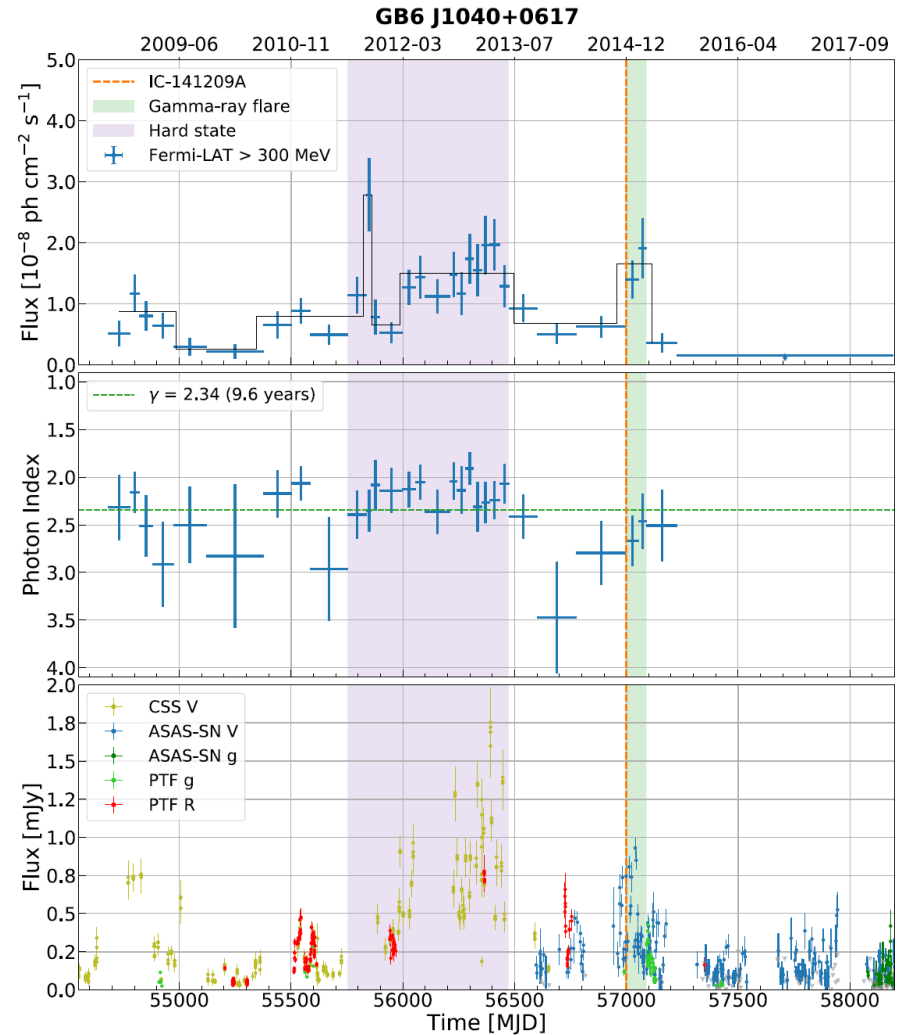 GB6 J1040+0617
2009-06 2010-11 2012-03 2013-07 2014-12 2016-04 2017-09
5.0
4.0
3.0
2.0
1.0
0.0
Flux [10⁻⁸ ph cm⁻² s⁻¹]
IC-141209A
Gamma-ray flare
Hard state
Fermi-LAT > 300 MeV
1.0
1.5
2.0
2.5
3.0
3.5
4.0
Photon Index
γ = 2.34 (9.6 years)
2.0
1.8
1.5
1.2
1.0
0.8
0.5
0.2
0.0
Flux [mJy]
CSS V
ASAS-SN V
ASAS-SN g
PTF g
PTF R
55000 55500 56000 56500 57000 57500 58000
Time [MJD]